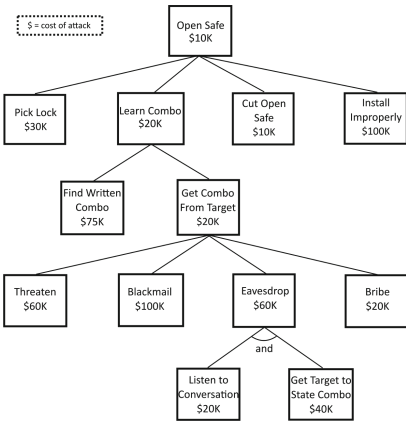 $ = cost of attack
Open Safe
$10K
Pick Lock
$30K
Learn Combo
$20K
Cut Open
Safe
$10K
Install
Improperly
$100K
Find Written
Combo
$75K
Get Combo
From Target
$20K
Threaten
$60K
Blackmail
$100K
Eavesdrop
$60K
Bribe
$20K
and
Listen to
Conversation
$20K
Get Target to
State Combo
$40K